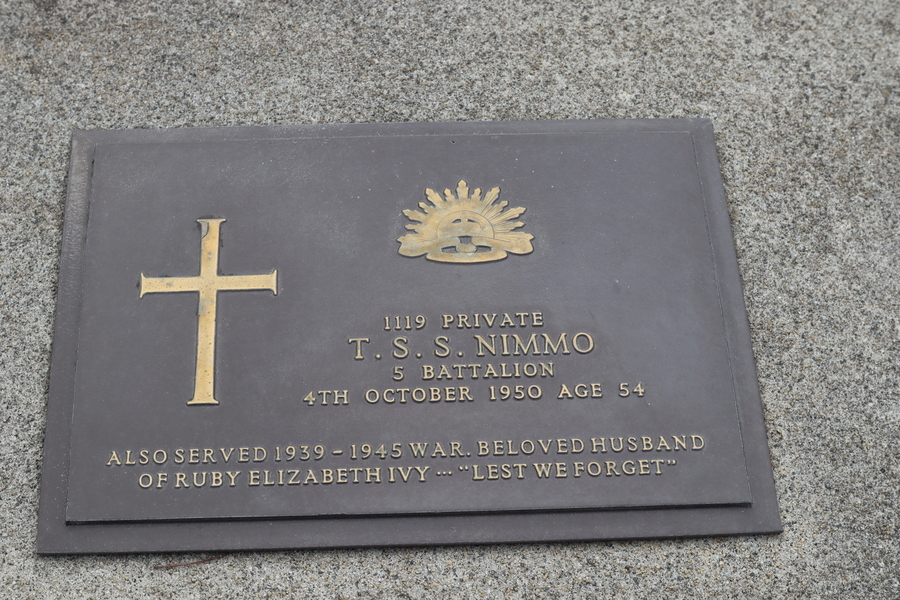 1119 PRIVATE
T. S. S. NIMMO
5 BATTALION
4TH OCTOBER 1950 AGE 54
ALSO SERVED 1939 - 1945 WAR. BELOVED HUSBAND
OF RUBY ELIZABETH IVY ... "LEST WE FORGET"